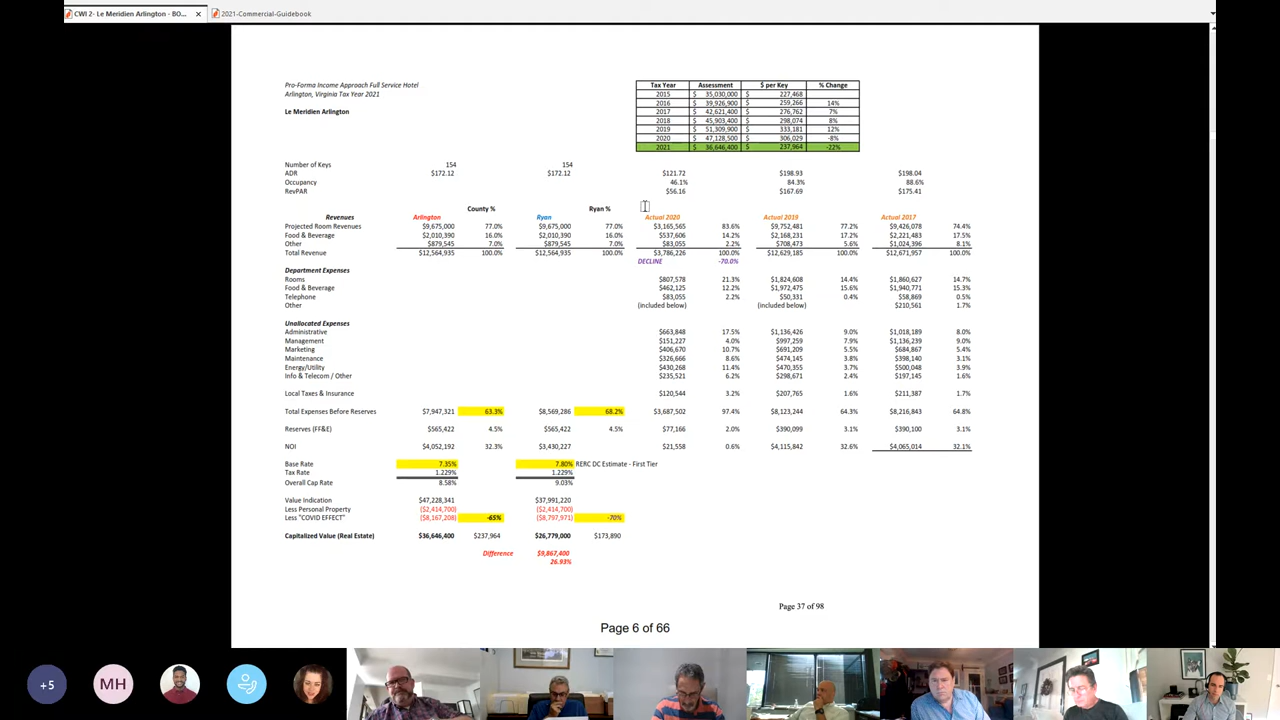 CWI 2- Le Meridien Arlington - BO... × 2021-Commercial-Guidebook
Pro-Forma Income Approach Full Service Hotel
Arlington, Virginia Tax Year 2021
Le Meridien Arlington
Tax Year Assessment $ per Key % Change
2015 $ 35,030,000 $ 227,468
2016 $ 39,926,900 $ 259,266 14%
2017 $ 42,621,400 $ 276,762 7%
2018 $ 45,903,400 $ 298,074 8%
2019 $ 51,309,900 $ 333,181 12%
2020 $ 47,128,500 $ 306,029 -8%
2021 $ 36,646,400 $ 237,964 -22%
Number of Keys 154 154
ADR $172.12 $172.12 $121.72 $198.93 $198.04
Occupancy 46.1% 84.3% 88.6%
RevPAR $56.16 $167.69 $175.41
County % Ryan %
Revenues Arlington Ryan Actual 2020 Actual 2019 Actual 2017
Projected Room Revenues $9,675,000 77.0% $9,675,000 77.0% $3,165,565 83.6% $9,752,481 77.2% $9,426,078 74.4%
Food & Beverage $2,010,390 16.0% $2,010,390 16.0% $537,606 14.2% $2,168,231 17.2% $2,221,483 17.5%
Other $879,545 7.0% $879,545 7.0% $83,055 2.2% $708,473 5.6% $1,024,396 8.1%
Total Revenue $12,564,935 100.0% $12,564,935 100.0% $3,786,226 100.0% $12,629,185 100.0% $12,671,957 100.0%
DECLINE -70.0%
Department Expenses
Rooms $807,578 21.3% $1,824,608 14.4% $1,860,627 14.7%
Food & Beverage $462,125 12.2% $1,972,475 15.6% $1,940,771 15.3%
Telephone $83,055 2.2% $50,331 0.4% $58,869 0.5%
Other (included below) (included below) $210,561 1.7%
Unallocated Expenses
Administrative $663,848 17.5% $1,136,426 9.0% $1,018,189 8.0%
Management $151,227 4.0% $997,259 7.9% $1,136,239 9.0%
Marketing $406,670 10.7% $691,209 5.5% $684,867 5.4%
Maintenance $326,666 8.6% $474,145 3.8% $398,140 3.1%
Energy/Utility $430,268 11.4% $470,355 3.7% $500,048 3.9%
Info & Telecom / Other $235,521 6.2% $298,671 2.4% $197,145 1.6%
Local Taxes & Insurance $120,544 3.2% $207,765 1.6% $211,387 1.7%
Total Expenses Before Reserves $7,947,321 63.3% $8,569,286 68.2% $3,687,502 97.4% $8,123,244 64.3% $8,216,843 64.8%
Reserves (FF&E) $565,422 4.5% $565,422 4.5% $77,166 2.0% $390,099 3.1% $390,100 3.1%
NOI $4,052,192 32.3% $3,430,227 $21,558 0.6% $4,115,842 32.6% $4,065,014 32.1%
Base Rate 7.35% 7.80% RERC DC Estimate - First Tier
Tax Rate 1.229% 1.229%
Overall Cap Rate 8.58% 9.03%
Value Indication $47,228,341 $37,991,220
Less Personal Property ($2,414,700) ($2,414,700)
Less "COVID EFFECT" ($8,167,208) -65% ($8,797,971) -70%
Capitalized Value (Real Estate) $36,646,400 $237,964 $26,779,000 $173,890
Difference $9,867,400
26.93%
Page 37 of 98
Page 6 of 66
+5
MH